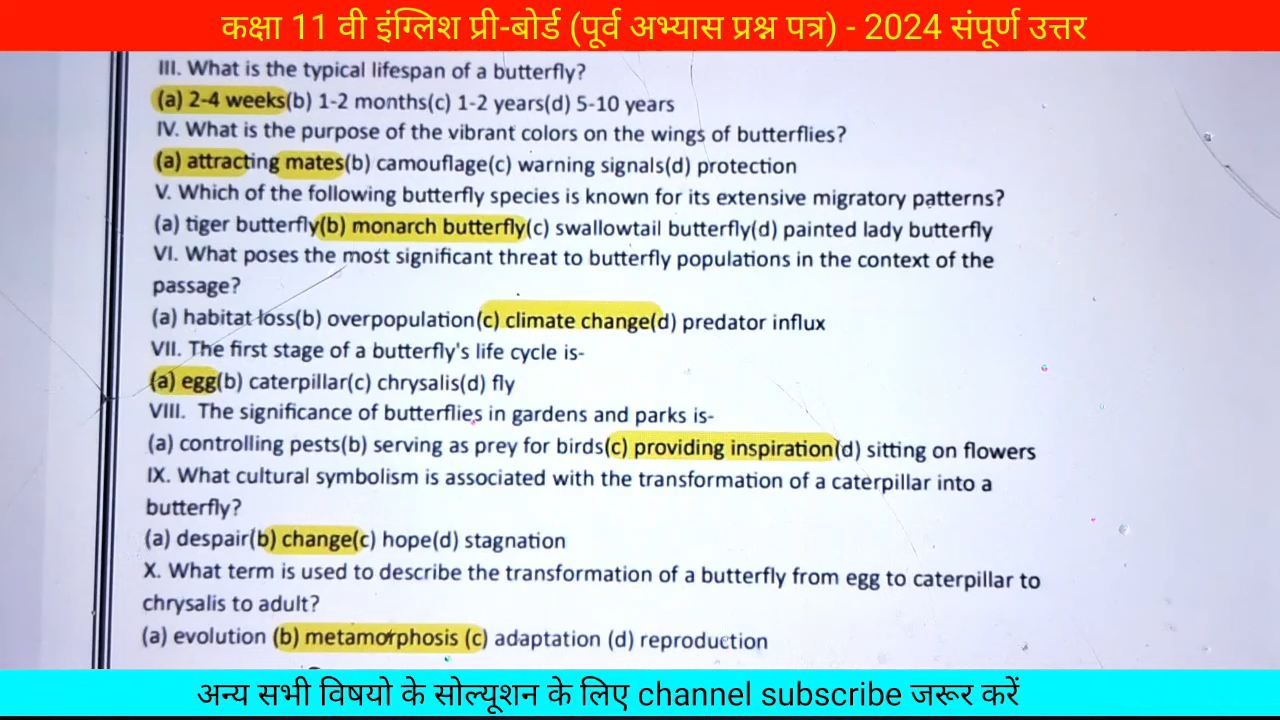 कक्षा 11 वी इंग्लिश प्री-बोर्ड (पूर्व अभ्यास प्रश्न पत्र) - 2024 संपूर्ण उत्तर
III. What is the typical lifespan of a butterfly?
(a) 2-4 weeks(b) 1-2 months(c) 1-2 years(d) 5-10 years
IV. What is the purpose of the vibrant colors on the wings of butterflies?
(a) attracting mates(b) camouflage(c) warning signals(d) protection
V. Which of the following butterfly species is known for its extensive migratory patterns?
(a) tiger butterfly(b) monarch butterfly(c) swallowtail butterfly(d) painted lady butterfly
VI. What poses the most significant threat to butterfly populations in the context of the
passage?
(a) habitat loss(b) overpopulation(c) climate change(d) predator influx
VII. The first stage of a butterfly's life cycle is-
(a) egg(b) caterpillar(c) chrysalis(d) fly
VIII. The significance of butterflies in gardens and parks is-
(a) controlling pests(b) serving as prey for birds(c) providing inspiration(d) sitting on flowers
IX. What cultural symbolism is associated with the transformation of a caterpillar into a
butterfly?
(a) despair(b) change(c) hope(d) stagnation
X. What term is used to describe the transformation of a butterfly from egg to caterpillar to
chrysalis to adult?
(a) evolution (b) metamorphosis (c) adaptation (d) reproduction
अन्य सभी विषयो के सोल्यूशन के लिए channel subscribe जरूर करें